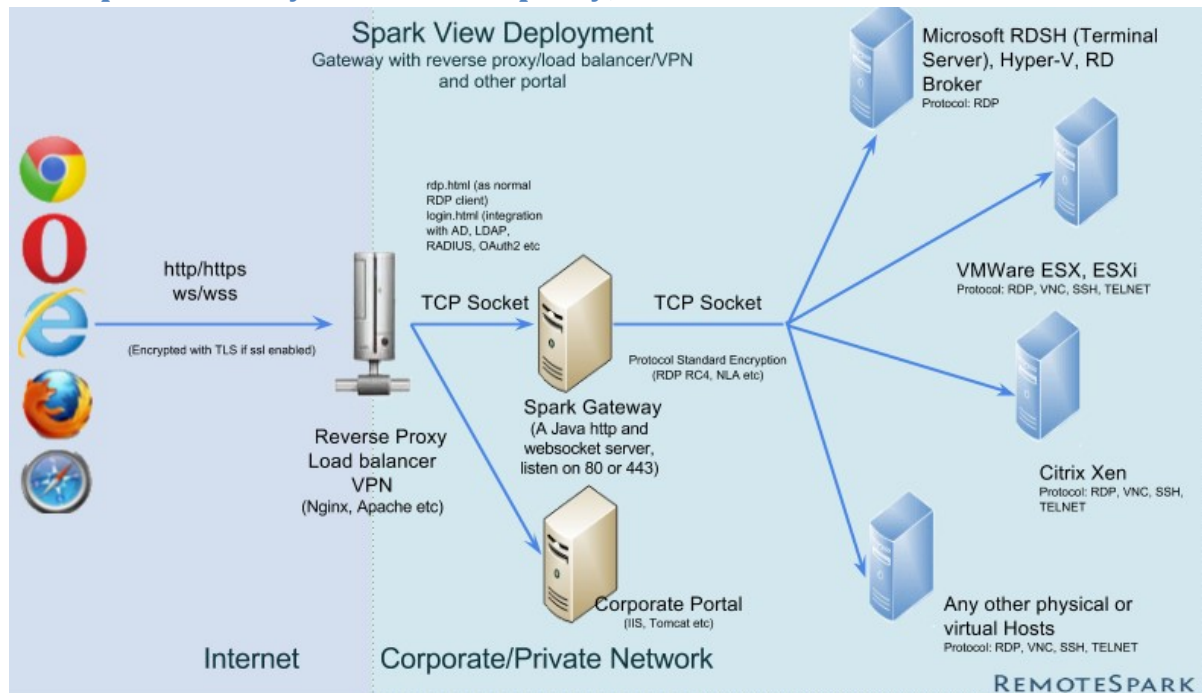 Spark View Deployment
Gateway with reverse proxy/load balancer/VPN
and other portal
Microsoft RDSH (Terminal
Server), Hyper-V, RD
Broker
Protocol: RDP
rdp.html (as normal
RDP client)
login.html (integration
with AD, LDAP,
RADIUS, OAuth2 etc
http/https
ws/wss
(Encrypted with TLS if ssl enabled)
TCP Socket
TCP Socket
VMWare ESX, ESXi
Protocol: RDP, VNC, SSH, TELNET
Protocol Standard Encryption
(RDP RC4, NLA etc)
Reverse Proxy
Load balancer
VPN
(Nginx, Apache etc)
Spark Gateway
(A Java http and
websocket server,
listen on 80 or 443)
Citrix Xen
Protocol: RDP, VNC, SSH,
TELNET
Corporate Portal
(IIS, Tomcat etc)
Any other physical or
virtual Hosts
Protocol: RDP, VNC, SSH, TELNET
Internet
Corporate/Private Network
REMOTESPARK